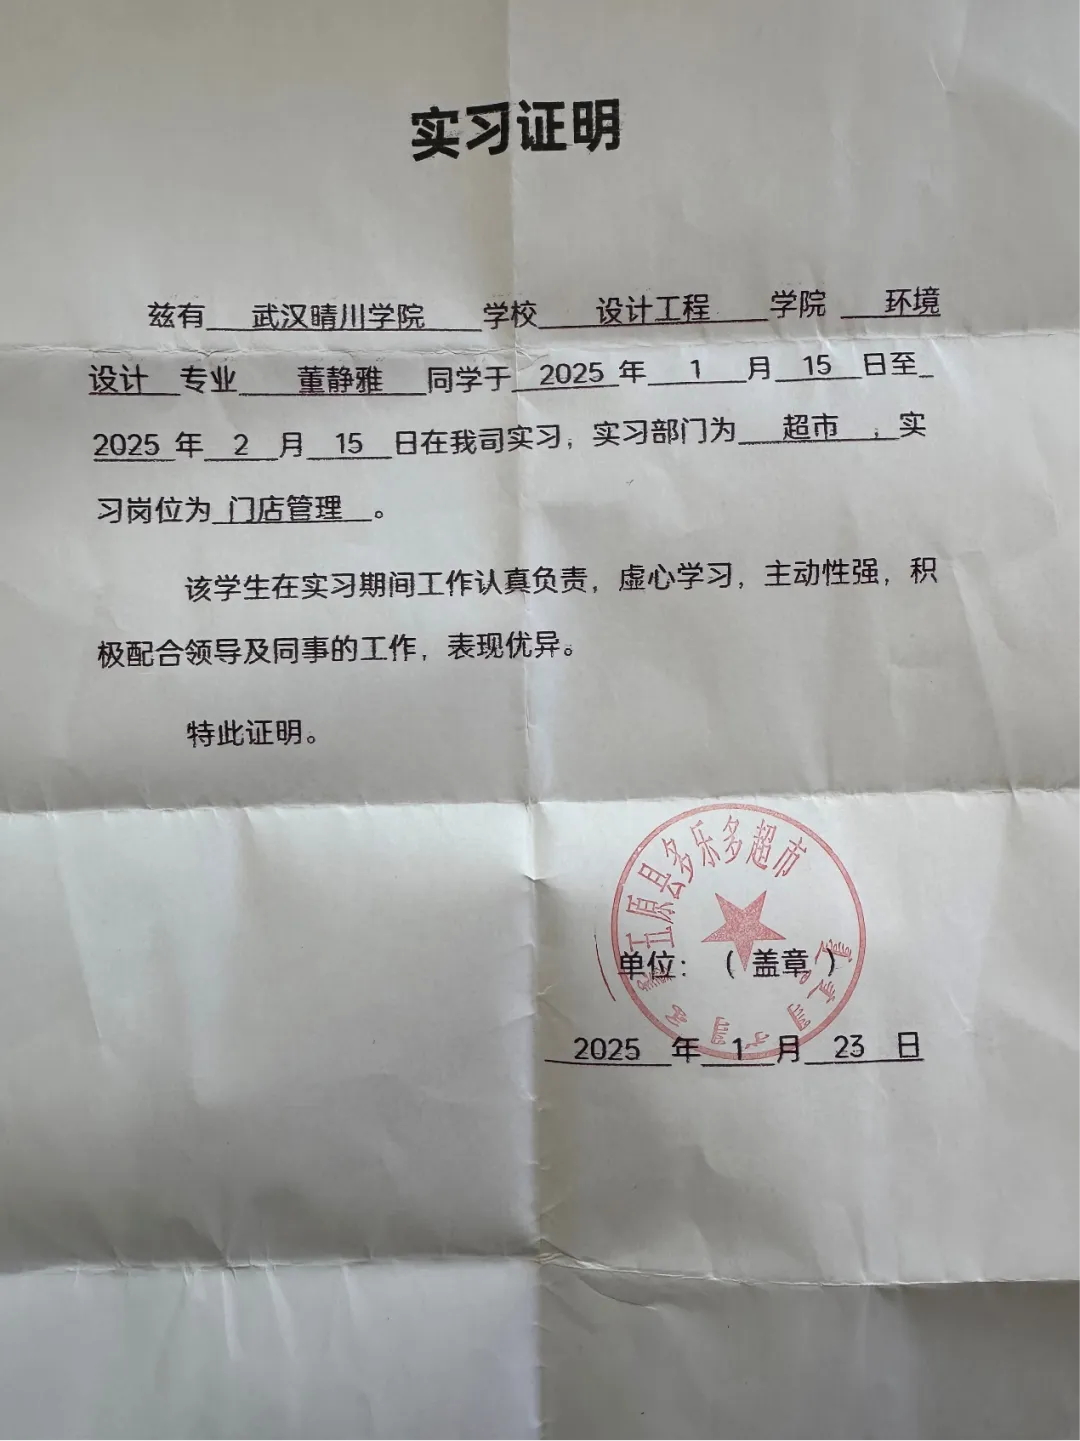 实习证明
兹有 武汉晴川学院 学校 设计工程 学院 环境
设计 专业 董静雅 同学于 2025 年 1 月 15 日至
2025 年 2 月 15 日在我司实习，实习部门为 超市 ，实
习岗位为 门店管理 。
该学生在实习期间工作认真负责，虚心学习，主动性强，积
极配合领导及同事的工作，表现优异。
特此证明。
五原县多乐多超市
单位：（盖章）
2025 年 1 月 23 日